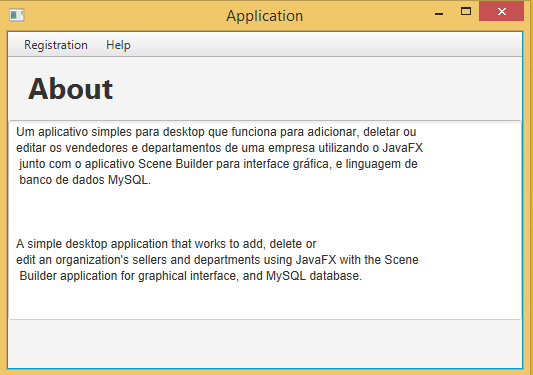 Application
Registration Help
About
Um aplicativo simples para desktop que funciona para adicionar, deletar ou
editar os vendedores e departamentos de uma empresa utilizando o JavaFX
junto com o aplicativo Scene Builder para interface gráfica, e linguagem de
banco de dados MySQL.
A simple desktop application that works to add, delete or
edit an organization's sellers and departments using JavaFX with the Scene
Builder application for graphical interface, and MySQL database.